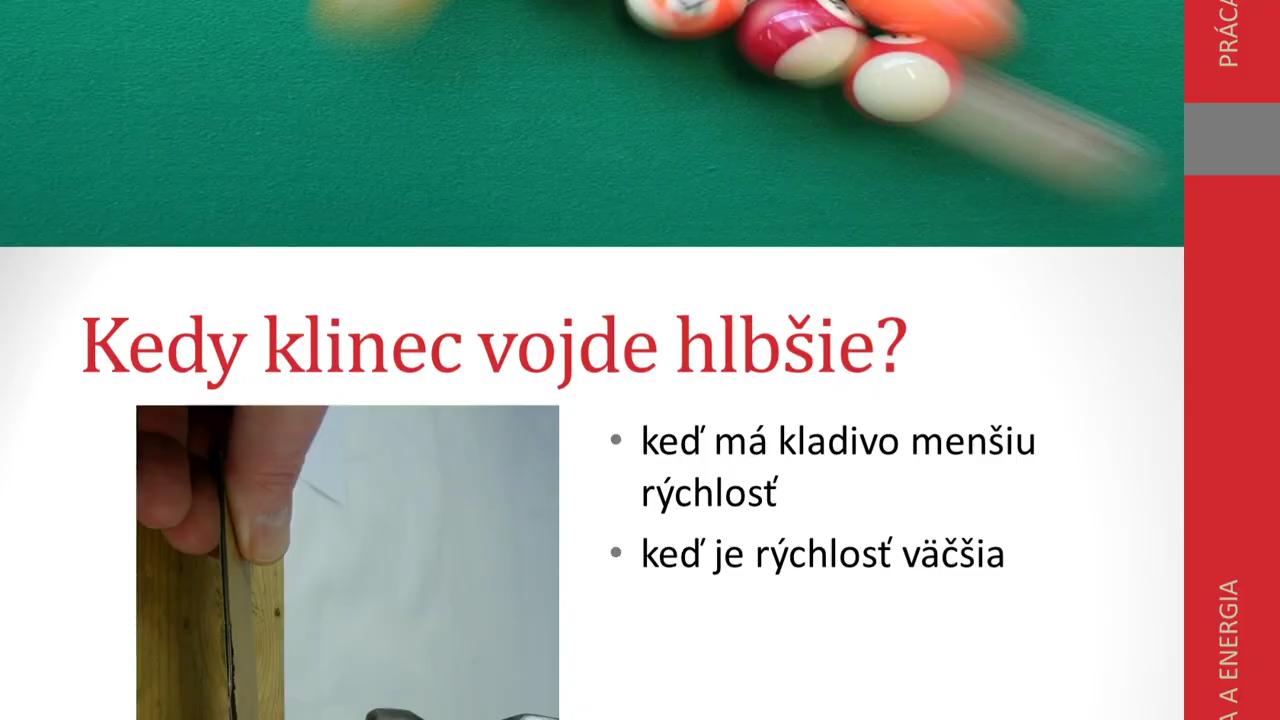 PRÁCA
Kedy klinec vojde hlbšie?
• keď má kladivo menšiu
rýchlosť
• keď je rýchlosť väčšia
A ENERGIA